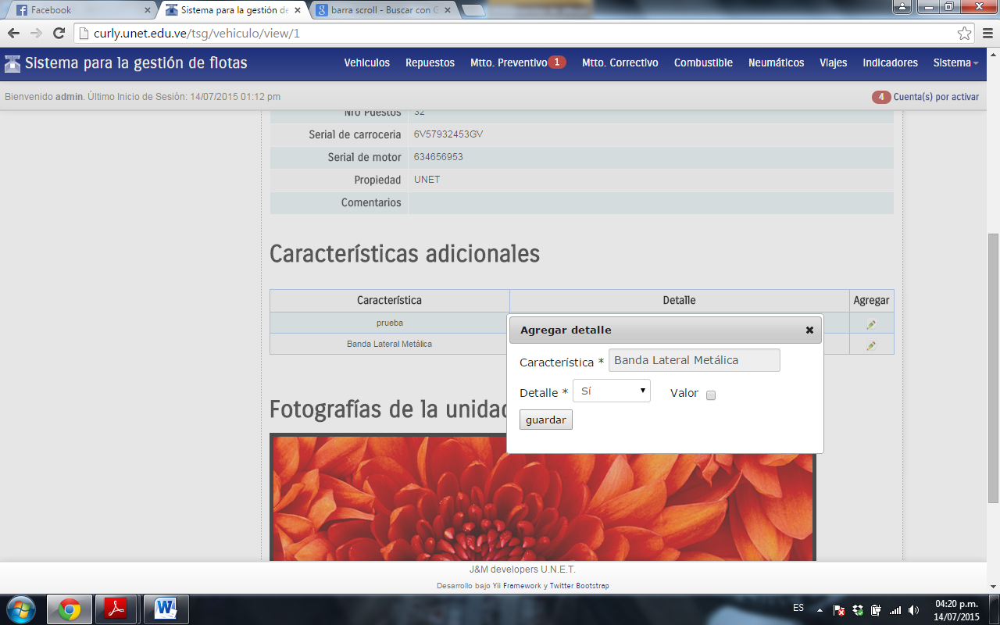 Facebook
Sistema para la gestión de
barra scroll - Buscar con G
curly.unet.edu.ve/tsg/vehiculo/view/1
Sistema para la gestión de flotas Vehiculos Repuestos Mtto. Preventivo 1 Mtto. Correctivo Combustible Neumáticos Viajes Indicadores Sistema
Bienvenido admin. Último Inicio de Sesión: 14/07/2015 01:12 pm
4 Cuenta(s) por activar
Nro Puestos 32
Serial de carroceria 6V57932453GV
Serial de motor 634656953
Propiedad UNET
Comentarios
Características adicionales
Característica Detalle Agregar
prueba
Banda Lateral Metálica
Agregar detalle
Característica * Banda Lateral Metálica
Detalle * Sí Valor
guardar
Fotografías de la unidad
J&M developers U.N.E.T.
Desarrollo bajo Yii Framework y Twitter Bootstrap
ES 04:20 p.m.
14/07/2015